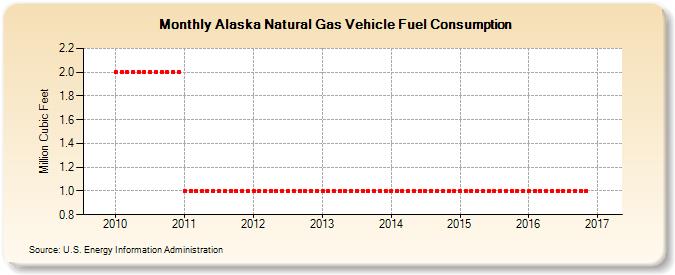 Monthly Alaska Natural Gas Vehicle Fuel Consumption
Million Cubic Feet
2.2
2.0
1.8
1.6
1.4
1.2
1.0
0.8
2010 2011 2012 2013 2014 2015 2016 2017
Source: U.S. Energy Information Administration